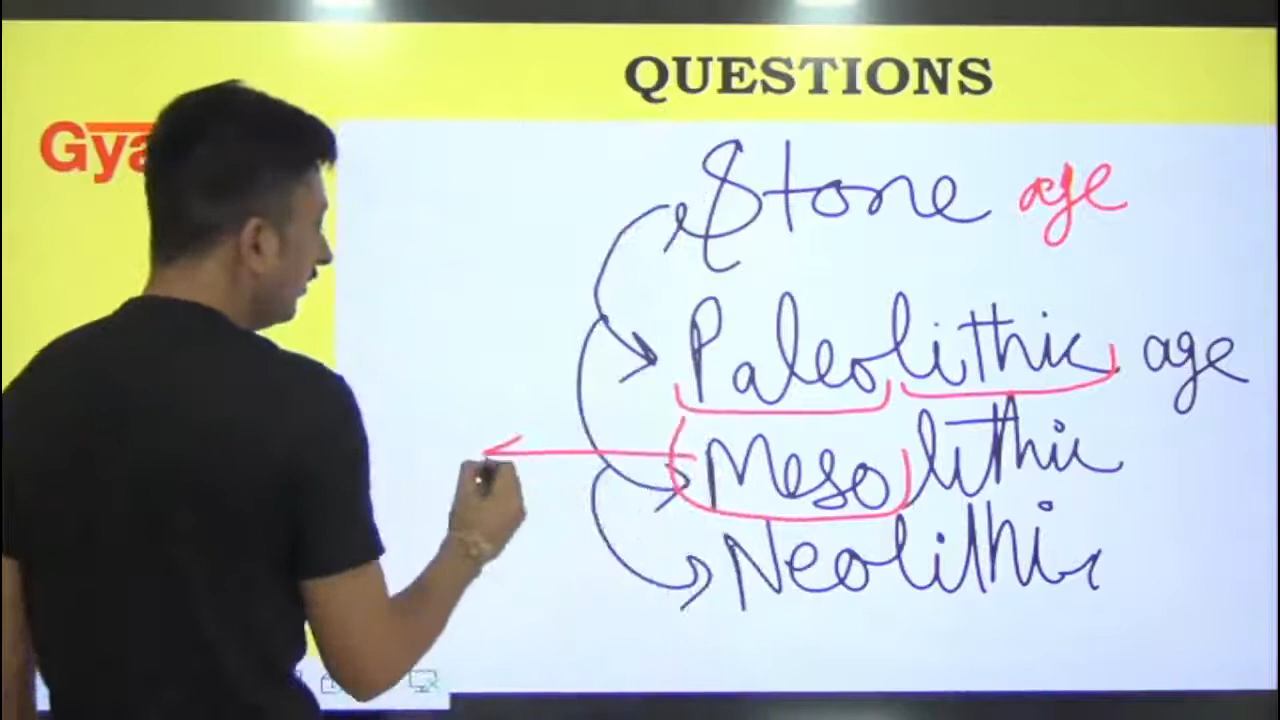 QUESTIONS
Gya
Stone age
Paleolithic age
Mesolithic
Neolithic